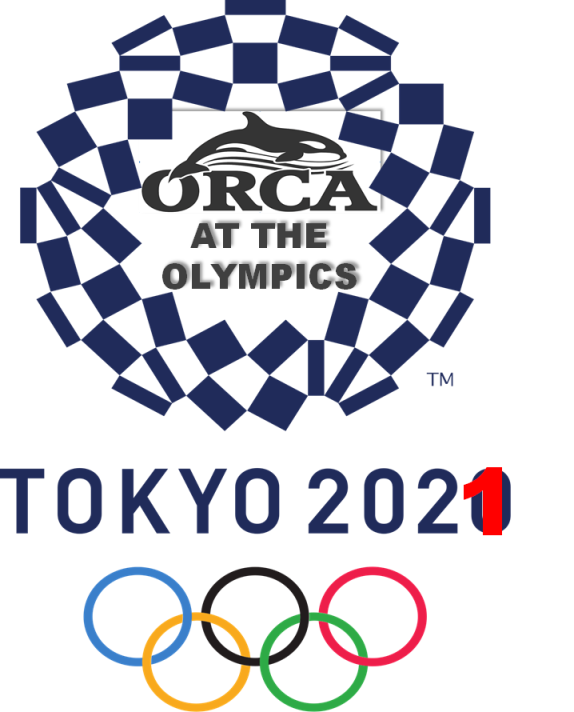 ORCA
AT THE
OLYMPICS
TM
TOKYO 2021